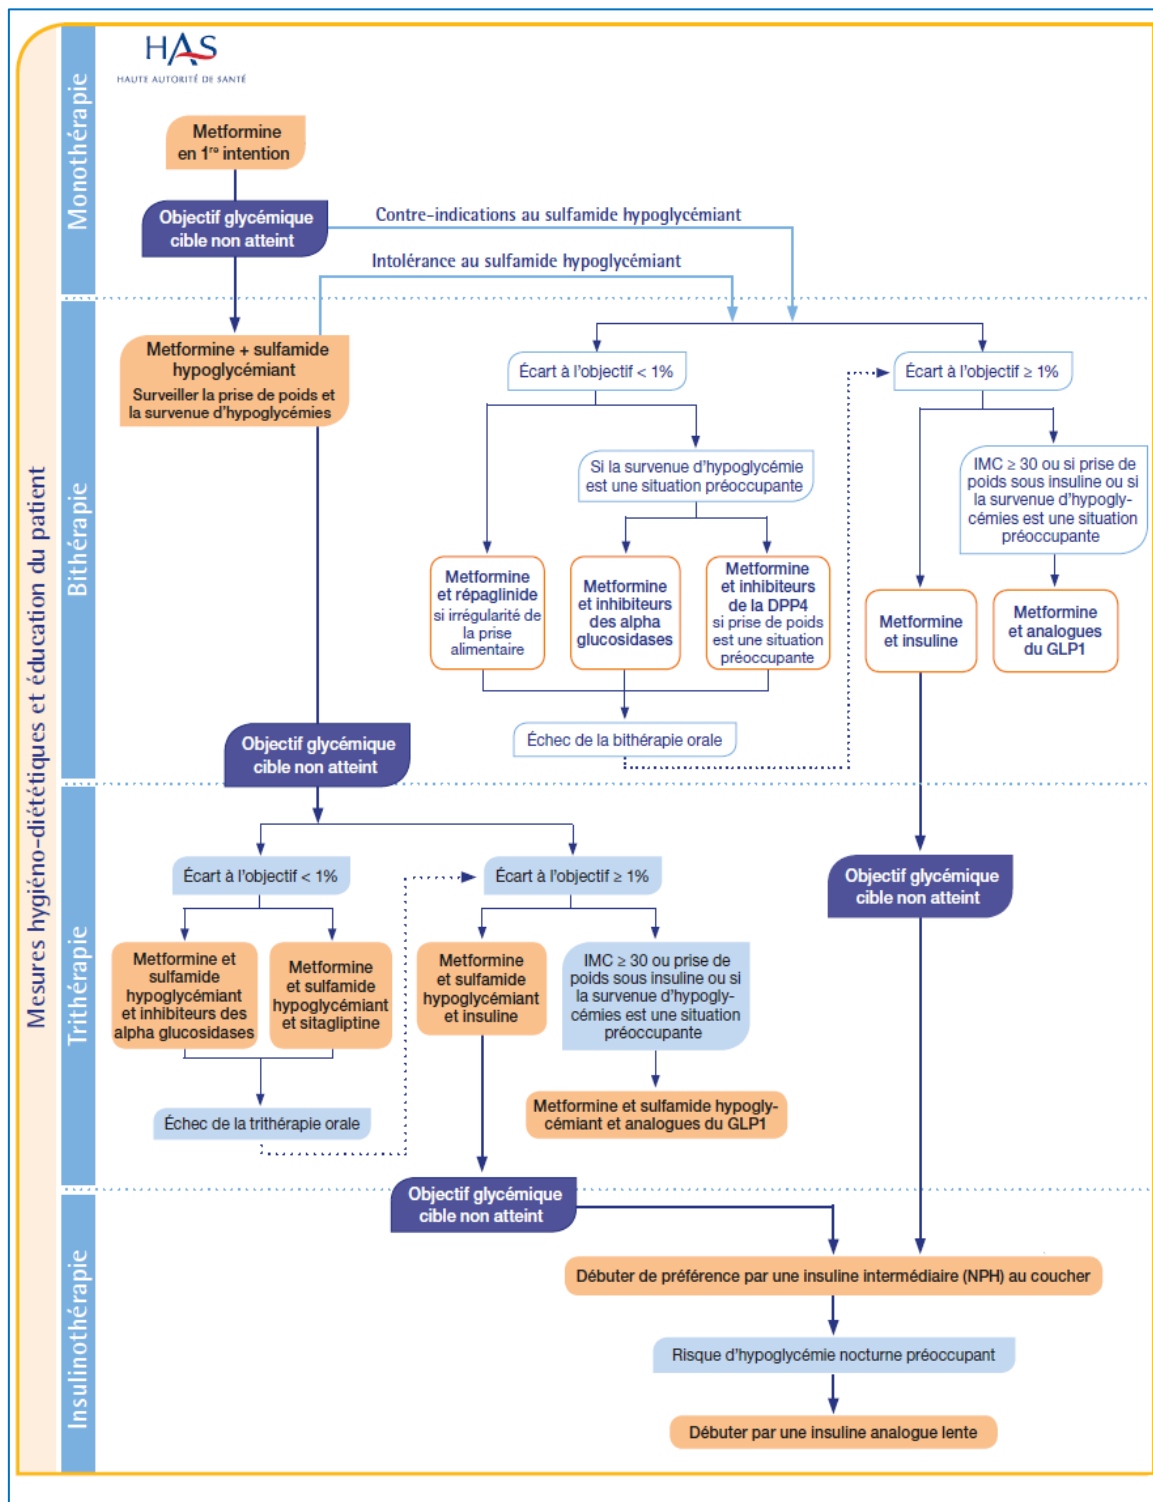 HAS
HAUTE AUTORITÉ DE SANTÉ
Mesures hygiéno-diététiques et éducation du patient
Monothérapie
Metformine
en 1re intention
Objectif glycémique
cible non atteint
Contre-indications au sulfamide hypoglycémiant
Intolérance au sulfamide hypoglycémiant
Bithérapie
Metformine + sulfamide
hypoglycémiant
Surveiller la prise de poids et
la survenue d'hypoglycémies
Écart à l'objectif < 1%
Écart à l'objectif ≥ 1%
Si la survenue d'hypoglycémie
est une situation préoccupante
IMC ≥ 30 ou si prise de
poids sous insuline ou si
la survenue d'hypogly-
cémies est une situation
préoccupante
Metformine
et répaglinide
si irrégularité de
la prise
alimentaire
Metformine
et inhibiteurs
des alpha
glucosidases
Metformine
et inhibiteurs
de la DPP4
si prise de poids
est une situation
préoccupante
Metformine
et insuline
Metformine
et analogues
du GLP1
Échec de la bithérapie orale
Objectif glycémique
cible non atteint
Trithérapie
Écart à l'objectif < 1%
Écart à l'objectif ≥ 1%
Objectif glycémique
cible non atteint
Metformine et
sulfamide
hypoglycémiant
et inhibiteurs des
alpha glucosidases
Metformine
et sulfamide
hypoglycémiant
et sitagliptine
Metformine
et sulfamide
hypoglycémiant
et insuline
IMC ≥ 30 ou prise de
poids sous insuline ou si
la survenue d'hypogly-
cémies est une situation
préoccupante
Échec de la trithérapie orale
Metformine et sulfamide hypogly-
cémiant et analogues du GLP1
Objectif glycémique
cible non atteint
Insulinothérapie
Débuter de préférence par une insuline intermédiaire (NPH) au coucher
Risque d'hypoglycémie nocturne préoccupant
Débuter par une insuline analogue lente